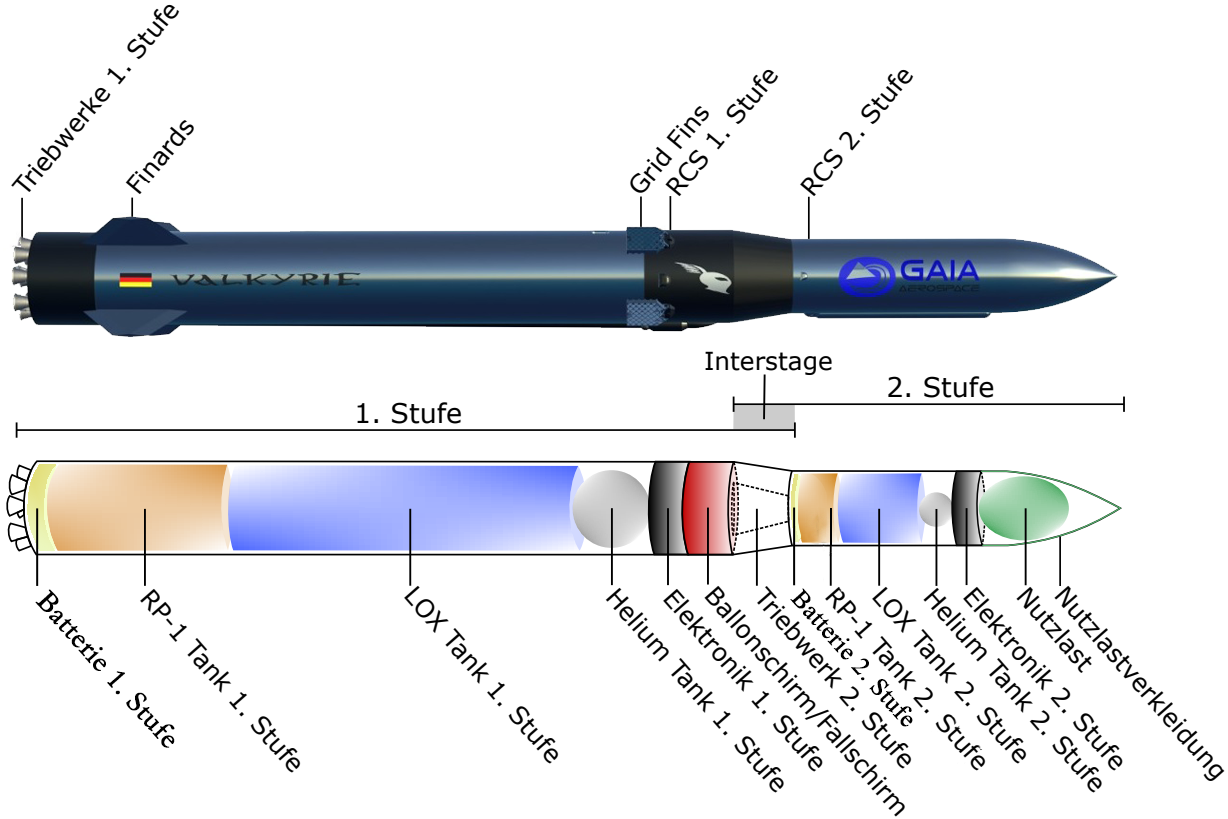 Triebwerke 1. Stufe
Finards
Grid Fins
RCS 1. Stufe
RCS 2. Stufe
VALKYRIE
GAIA
AEROSPACE
Interstage
1. Stufe
2. Stufe
Batterie 1. Stufe
RP-1 Tank 1. Stufe
LOX Tank 1. Stufe
Helium Tank 1. Stufe
Elektronik 1. Stufe
Ballonschirm/Fallschirm
Triebwerk 2. Stufe
Batterie 2. Stufe
RP-1 Tank 2. Stufe
LOX Tank 2. Stufe
Helium Tank 2. Stufe
Elektronik 2. Stufe
Nutzlast
Nutzlastverkleidung